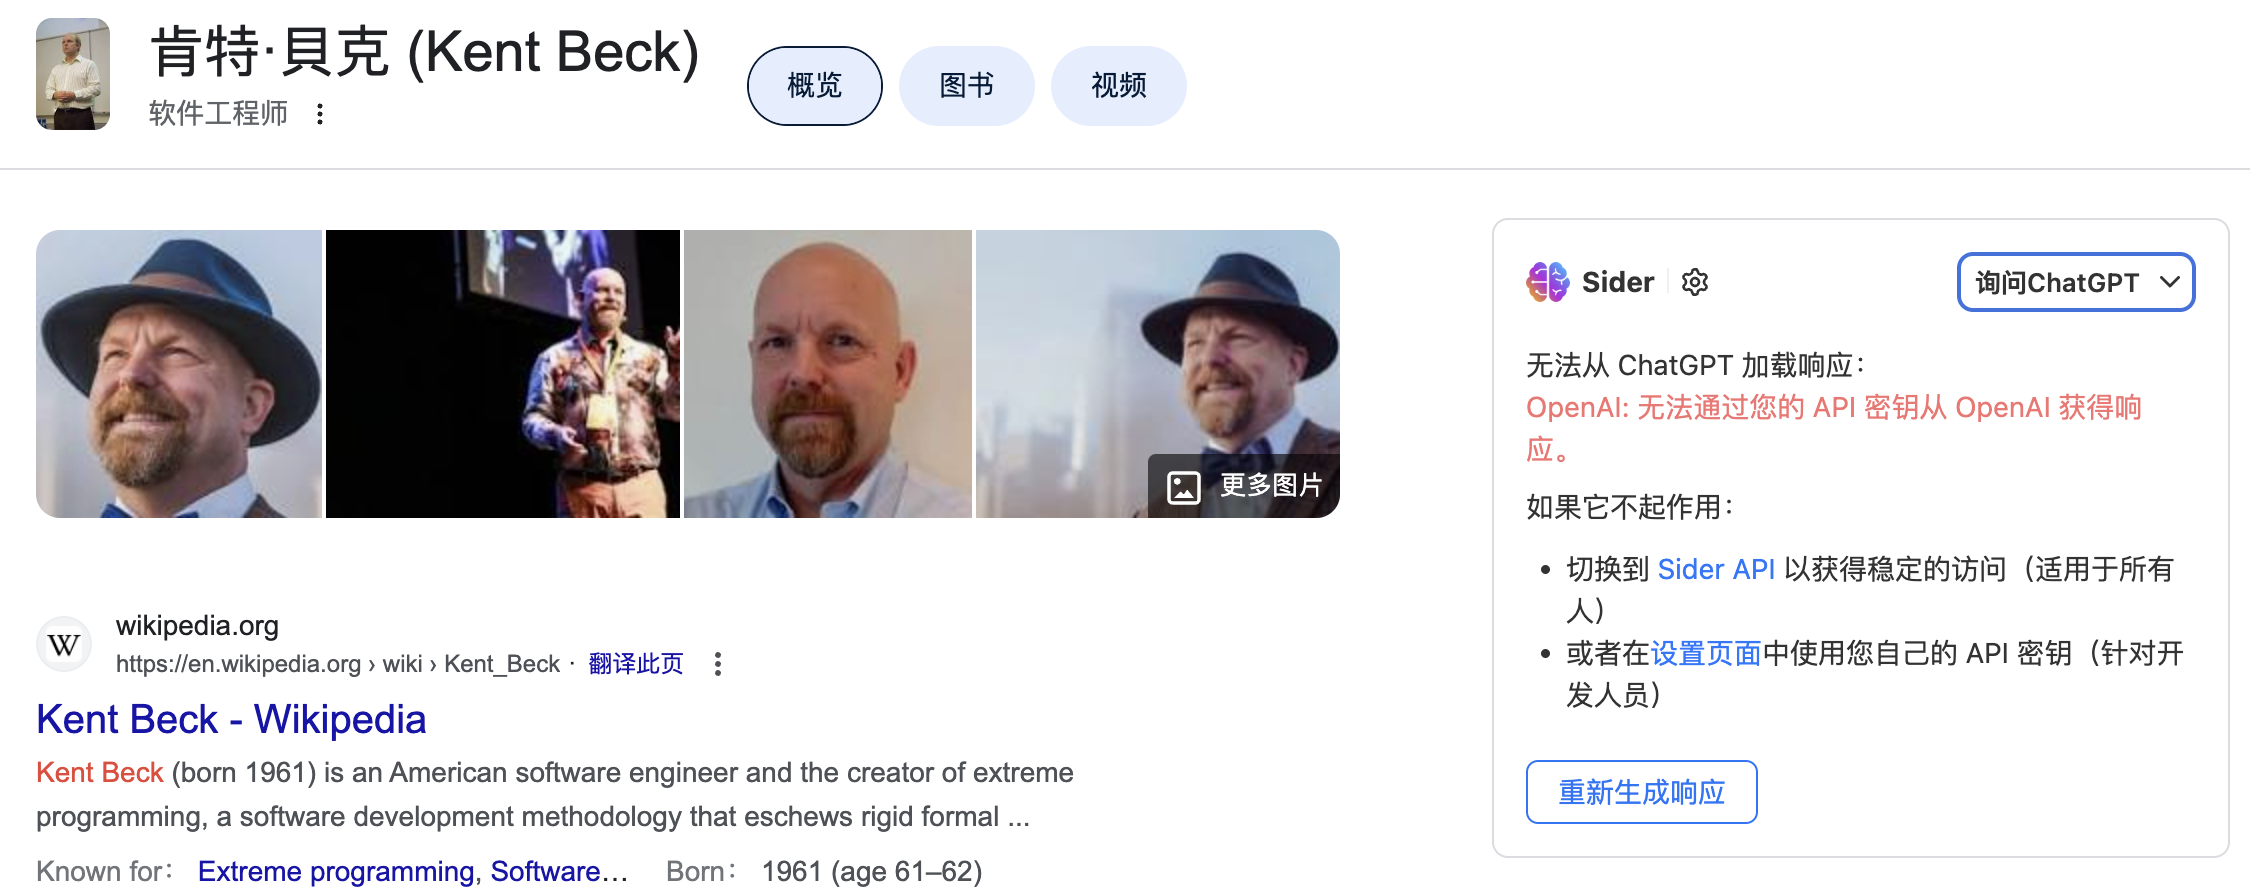 肯特·貝克 (Kent Beck)
软件工程师
概览
图书
视频
更多图片
wikipedia.org
https://en.wikipedia.org › wiki › Kent_Beck · 翻译此页
Kent Beck - Wikipedia
Kent Beck (born 1961) is an American software engineer and the creator of extreme
programming, a software development methodology that eschews rigid formal ...
Known for： Extreme programming, Software… Born： 1961 (age 61–62)
Sider
询问ChatGPT
无法从 ChatGPT 加载响应：
OpenAI: 无法通过您的 API 密钥从 OpenAI 获得响
应。
如果它不起作用：
• 切换到 Sider API 以获得稳定的访问（适用于所有
人）
• 或者在设置页面中使用您自己的 API 密钥（针对开
发人员）
重新生成响应